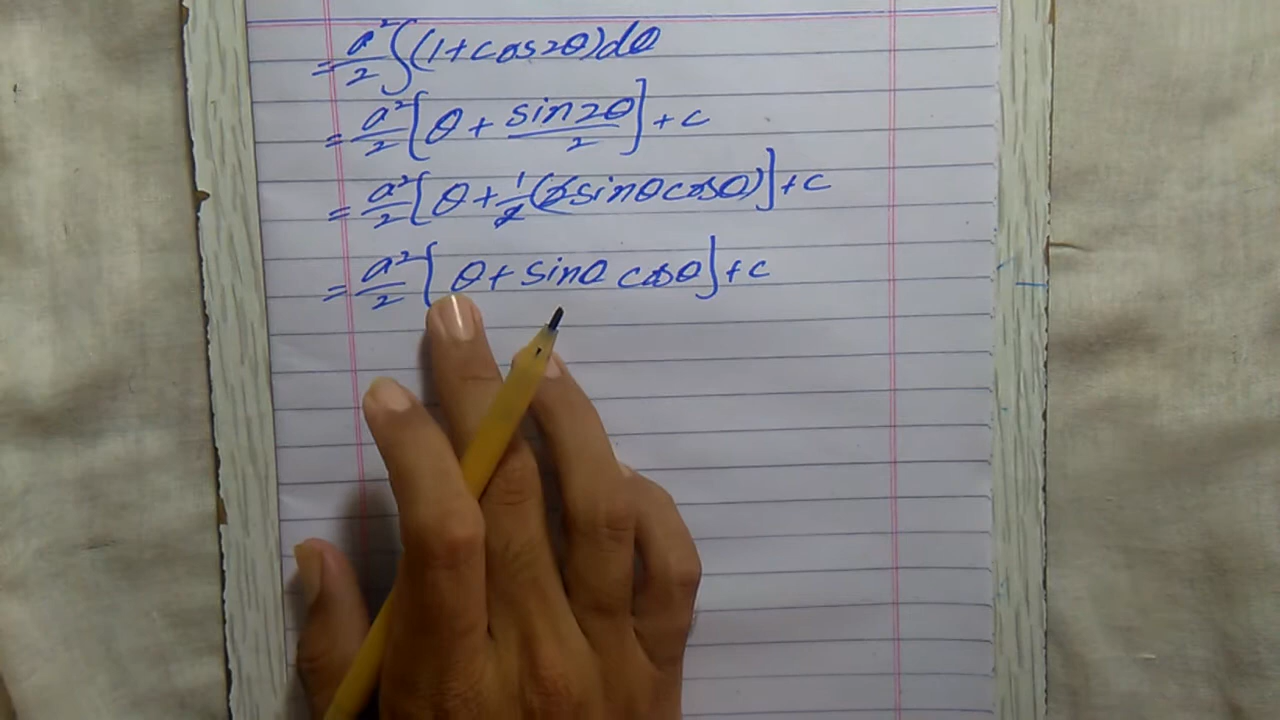 = a²/2 ∫(1+cos2θ)dθ
= a²/2 [θ + sin2θ/2] + c
= a²/2 [θ + 1/2 (2sinθcosθ)] + c
= a²/2 [θ + sinθ cosθ] + c